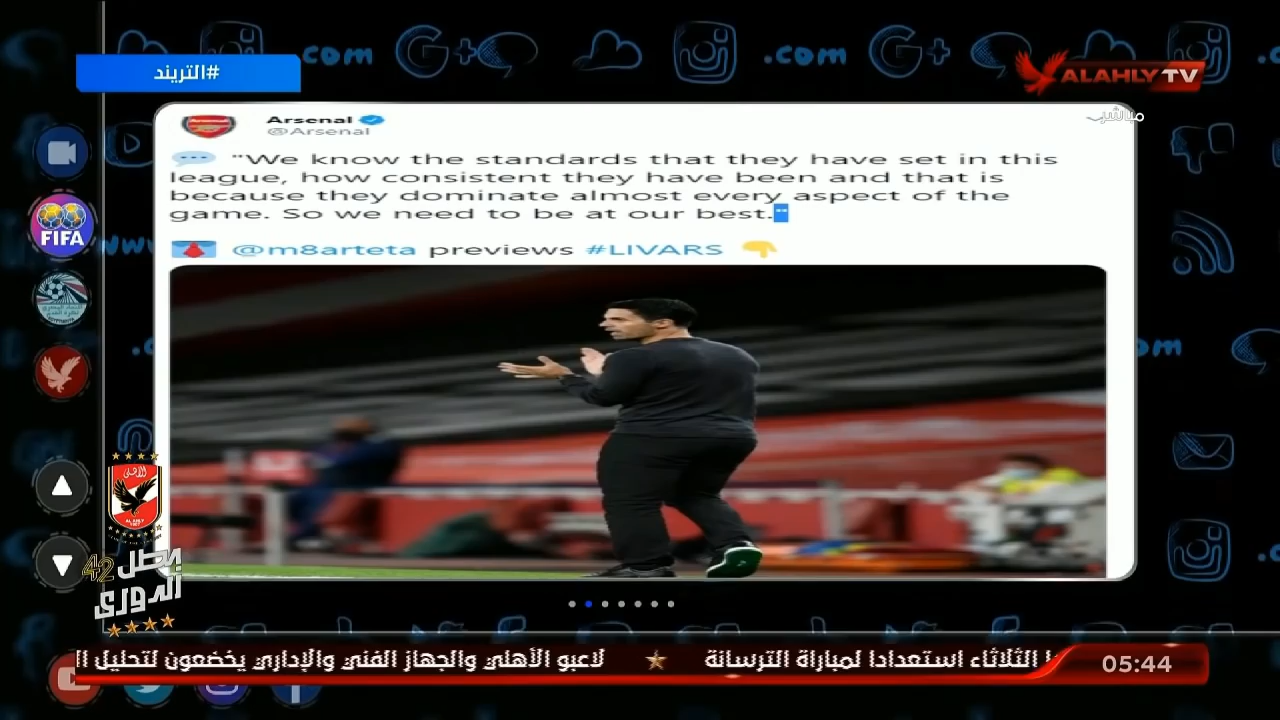 #التريند
ALAHLY TV
مباشر
Arsenal
@Arsenal
"We know the standards that they have set in this
league, how consistent they have been and that is
because they dominate almost every aspect of the
game. So we need to be at our best."
@m8arteta previews #LIVARS
FIFA
42 بطل
الدوري
الثلاثاء استعدادا لمباراة الترسانة
لاعبو الأهلي والجهاز الفني والإداري يخضعون لتحليل
05:44